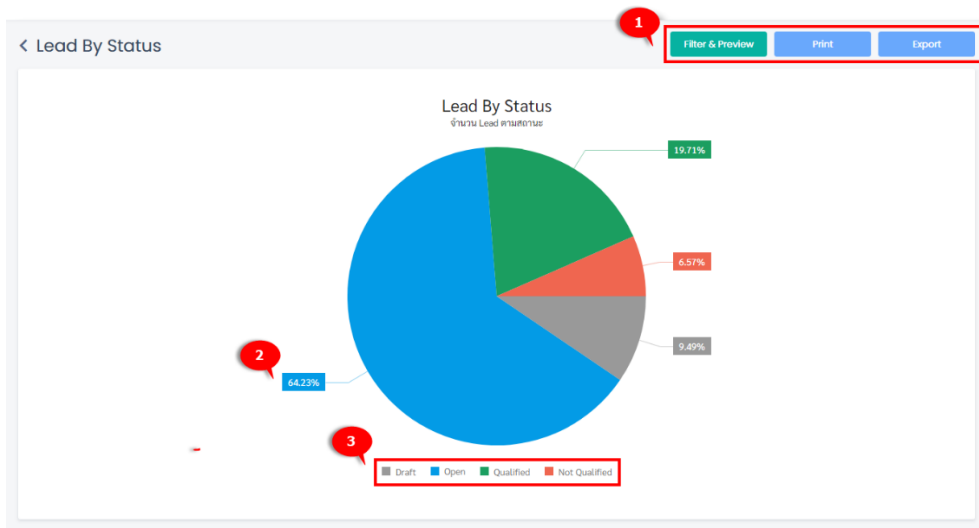 1
< Lead By Status
Filter & Preview Print Export
Lead By Status
จำนวน Lead ตามสถานะ
19.71%
6.57%
9.49%
2
64.23%
3
Draft Open Qualified Not Qualified